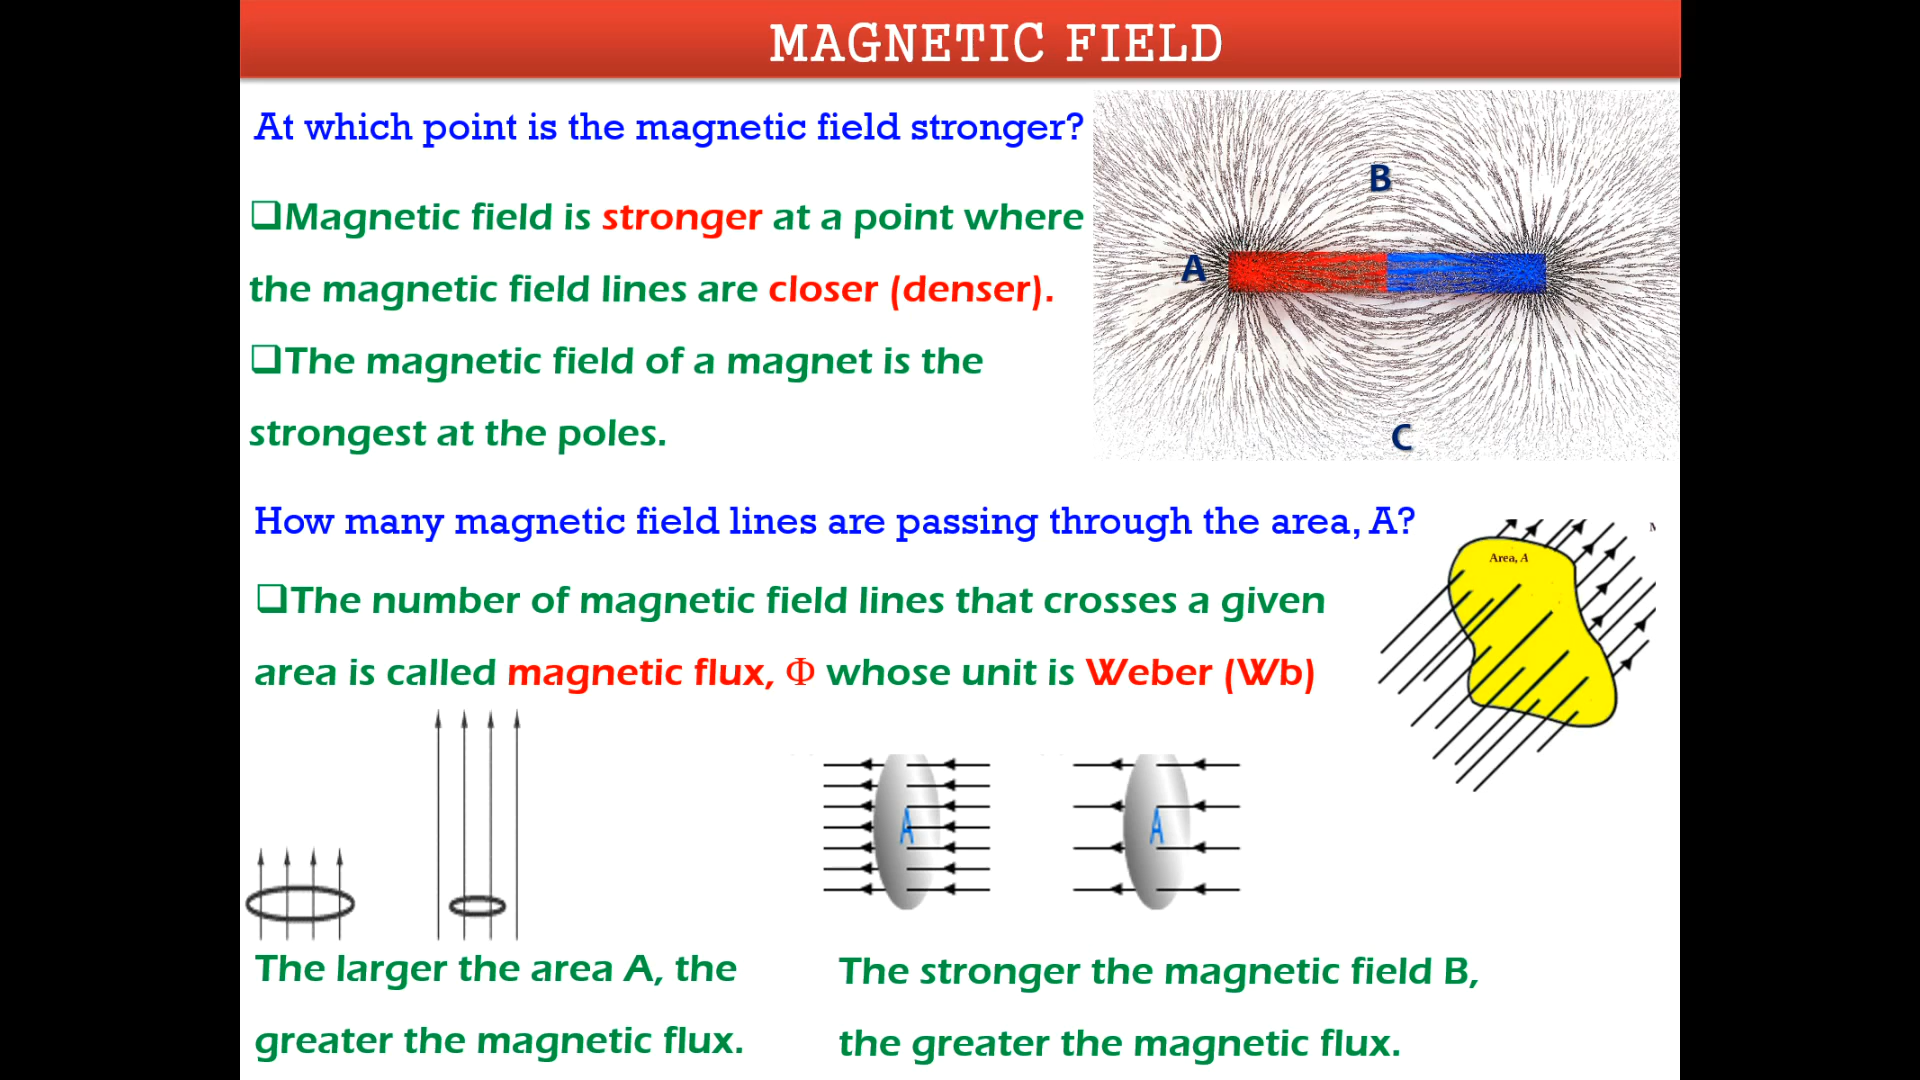 MAGNETIC FIELD
At which point is the magnetic field stronger?
❑Magnetic field is stronger at a point where
the magnetic field lines are closer (denser).
❑The magnetic field of a magnet is the
strongest at the poles.
B
A
C
How many magnetic field lines are passing through the area, A?
Area, A
❑The number of magnetic field lines that crosses a given
area is called magnetic flux, Φ whose unit is Weber (Wb)
A
A
The larger the area A, the
greater the magnetic flux.
The stronger the magnetic field B,
the greater the magnetic flux.